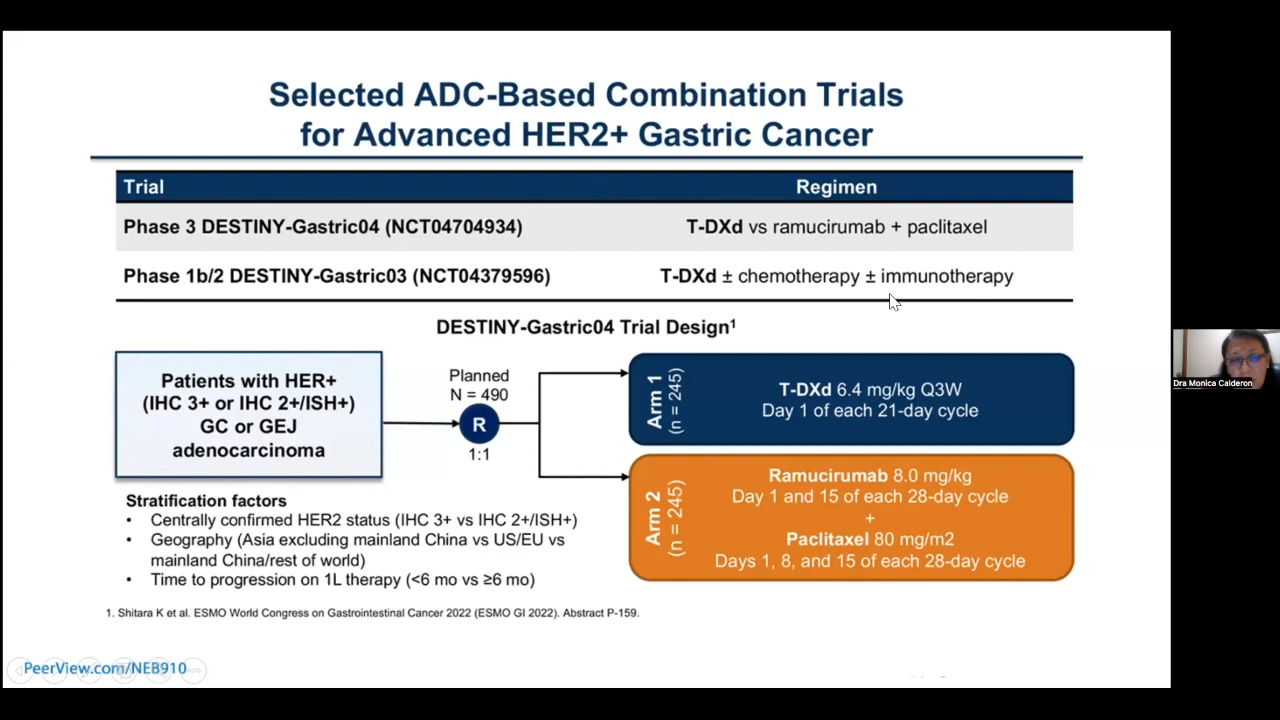 Selected ADC-Based Combination Trials
for Advanced HER2+ Gastric Cancer
Trial Regimen
Phase 3 DESTINY-Gastric04 (NCT04704934) T-DXd vs ramucirumab + paclitaxel
Phase 1b/2 DESTINY-Gastric03 (NCT04379596) T-DXd ± chemotherapy ± immunotherapy
DESTINY-Gastric04 Trial Design¹
Patients with HER+
(IHC 3+ or IHC 2+/ISH+)
GC or GEJ
adenocarcinoma
Planned
N = 490
R
1:1
Arm 1
(n = 245)
T-DXd 6.4 mg/kg Q3W
Day 1 of each 21-day cycle
Arm 2
(n = 245)
Ramucirumab 8.0 mg/kg
Day 1 and 15 of each 28-day cycle
+
Paclitaxel 80 mg/m2
Days 1, 8, and 15 of each 28-day cycle
Stratification factors
• Centrally confirmed HER2 status (IHC 3+ vs IHC 2+/ISH+)
• Geography (Asia excluding mainland China vs US/EU vs
mainland China/rest of world)
• Time to progression on 1L therapy (<6 mo vs ≥6 mo)
1. Shitara K et al. ESMO World Congress on Gastrointestinal Cancer 2022 (ESMO GI 2022). Abstract P-159.
PeerView.com/NEB910
Dra Monica Calderon